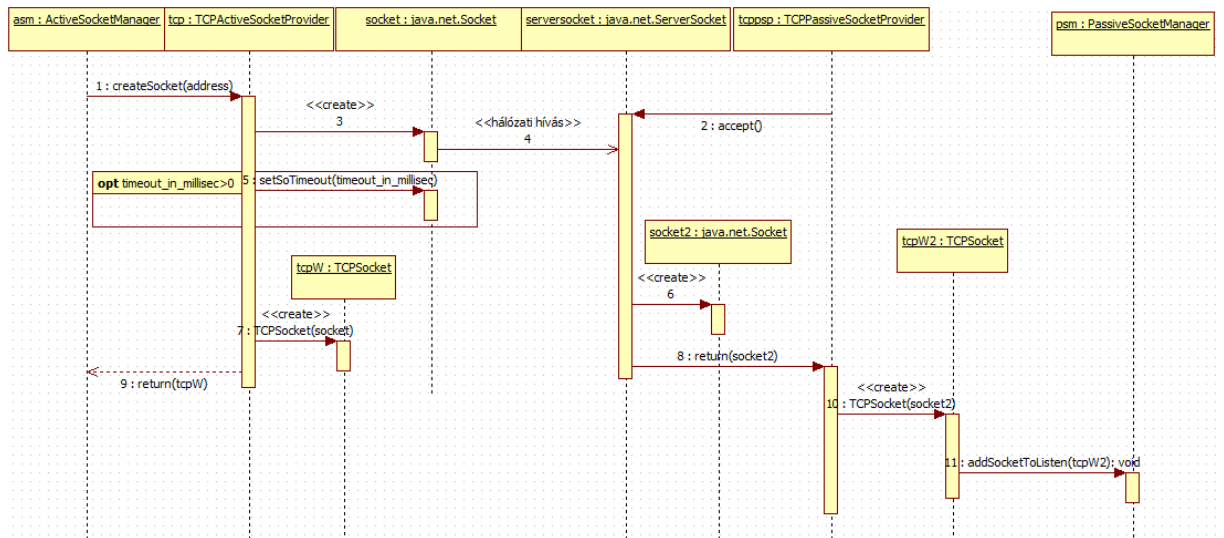 asm : ActiveSocketManager
tcp : TCPActiveSocketProvider
socket : java.net.Socket
serversocket : java.net.ServerSocket
tcppsp : TCPPassiveSocketProvider
psm : PassiveSocketManager
1 : createSocket(address)
<<create>>
3
<<hálózati hívás>>
4
2 : accept()
opt timeout_in_millisec>0
5 : setSoTimeout(timeout_in_millisec)
socket2 : java.net.Socket
tcpW2 : TCPSocket
tcpW : TCPSocket
<<create>>
6
<<create>>
7 : TCPSocket(socket)
8 : return(socket2)
9 : return(tcpW)
<<create>>
10 : TCPSocket(socket2)
11 : addSocketToListen(tcpW2): void